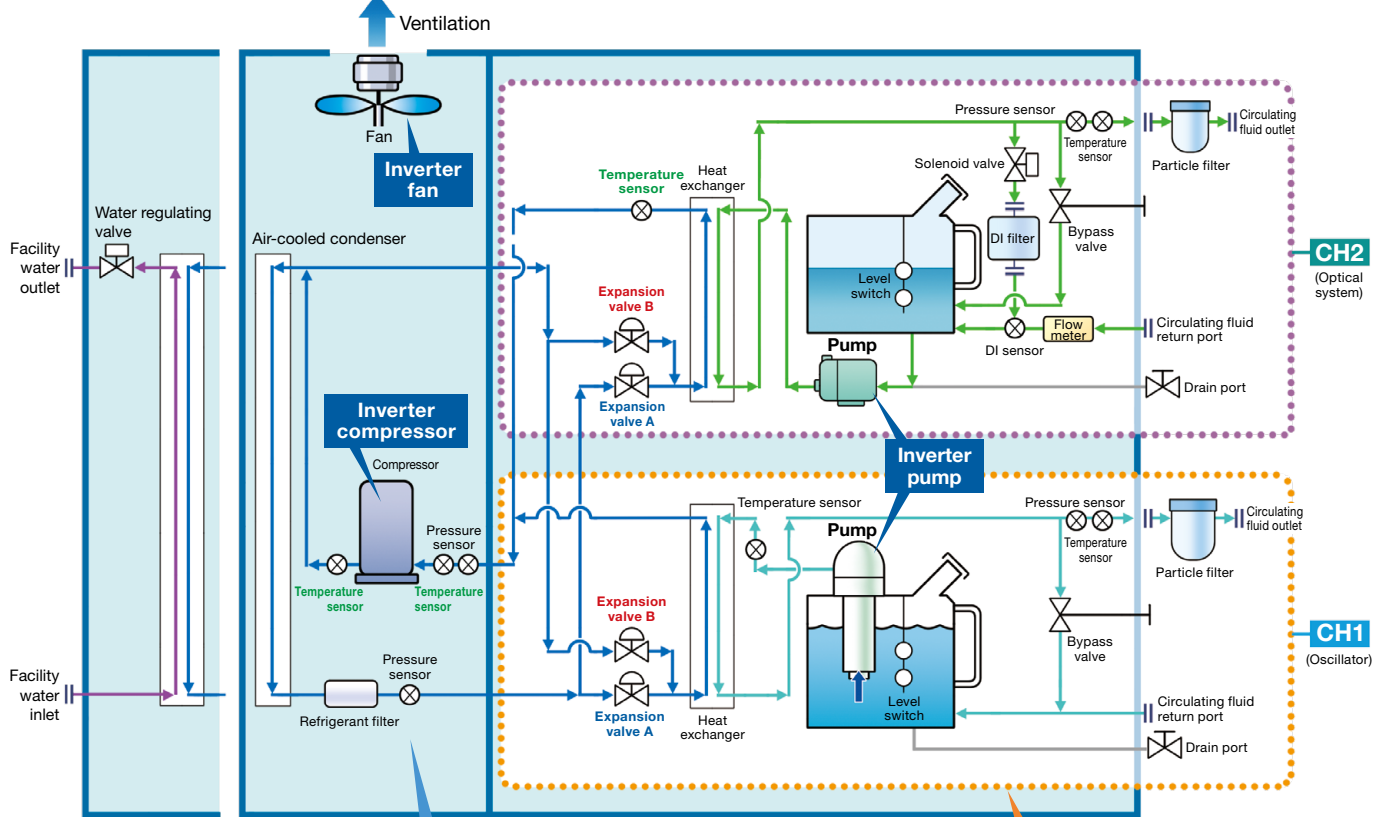 Ventilation
Fan
Inverter
fan
Water regulating
valve
Facility
water
outlet
Air-cooled condenser
Inverter
compressor
Compressor
Pressure
sensor
Temperature
sensor
Temperature
sensor
Facility
water
inlet
Pressure
sensor
Refrigerant filter
Temperature
sensor
Heat
exchanger
Expansion
valve B
Expansion
valve A
Pressure sensor
Temperature
sensor
Circulating
fluid outlet
Particle filter
Solenoid valve
DI filter
Bypass
valve
Level
switch
Flow
meter
Circulating fluid
return port
DI sensor
Pump
Drain port
CH2
(Optical
system)
Inverter
pump
Temperature sensor
Pump
Pressure sensor
Temperature
sensor
Circulating
fluid outlet
Particle filter
Expansion
valve B
Expansion
valve A
Heat
exchanger
Level
switch
Bypass
valve
Circulating fluid
return port
Drain port
CH1
(Oscillator)